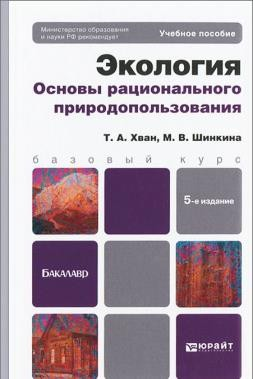 Министерство образования
и науки РФ рекомендует
Учебное пособие
Экология
Основы рационального
природопользования
Т. А. Хван, М. В. Шинкина
базовый курс
5-е издание
Бакалавр
юрайт